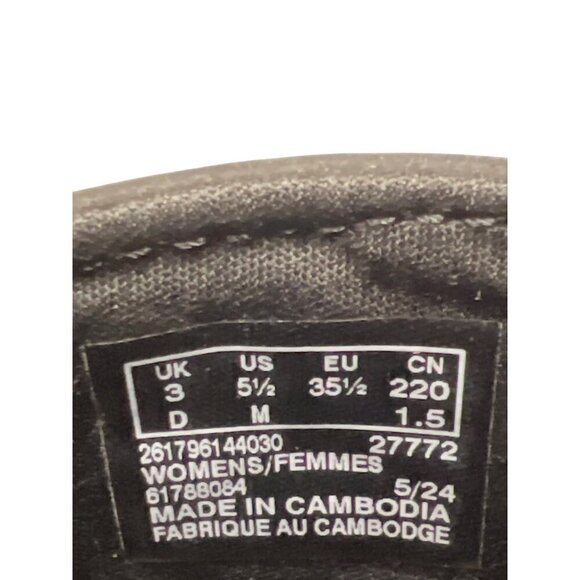 UK US EU CN
3 5½ 35½ 220
D M 1.5
261796144030 27772
WOMENS/FEMMES
61788084 5/24
MADE IN CAMBODIA
FABRIQUE AU CAMBODGE